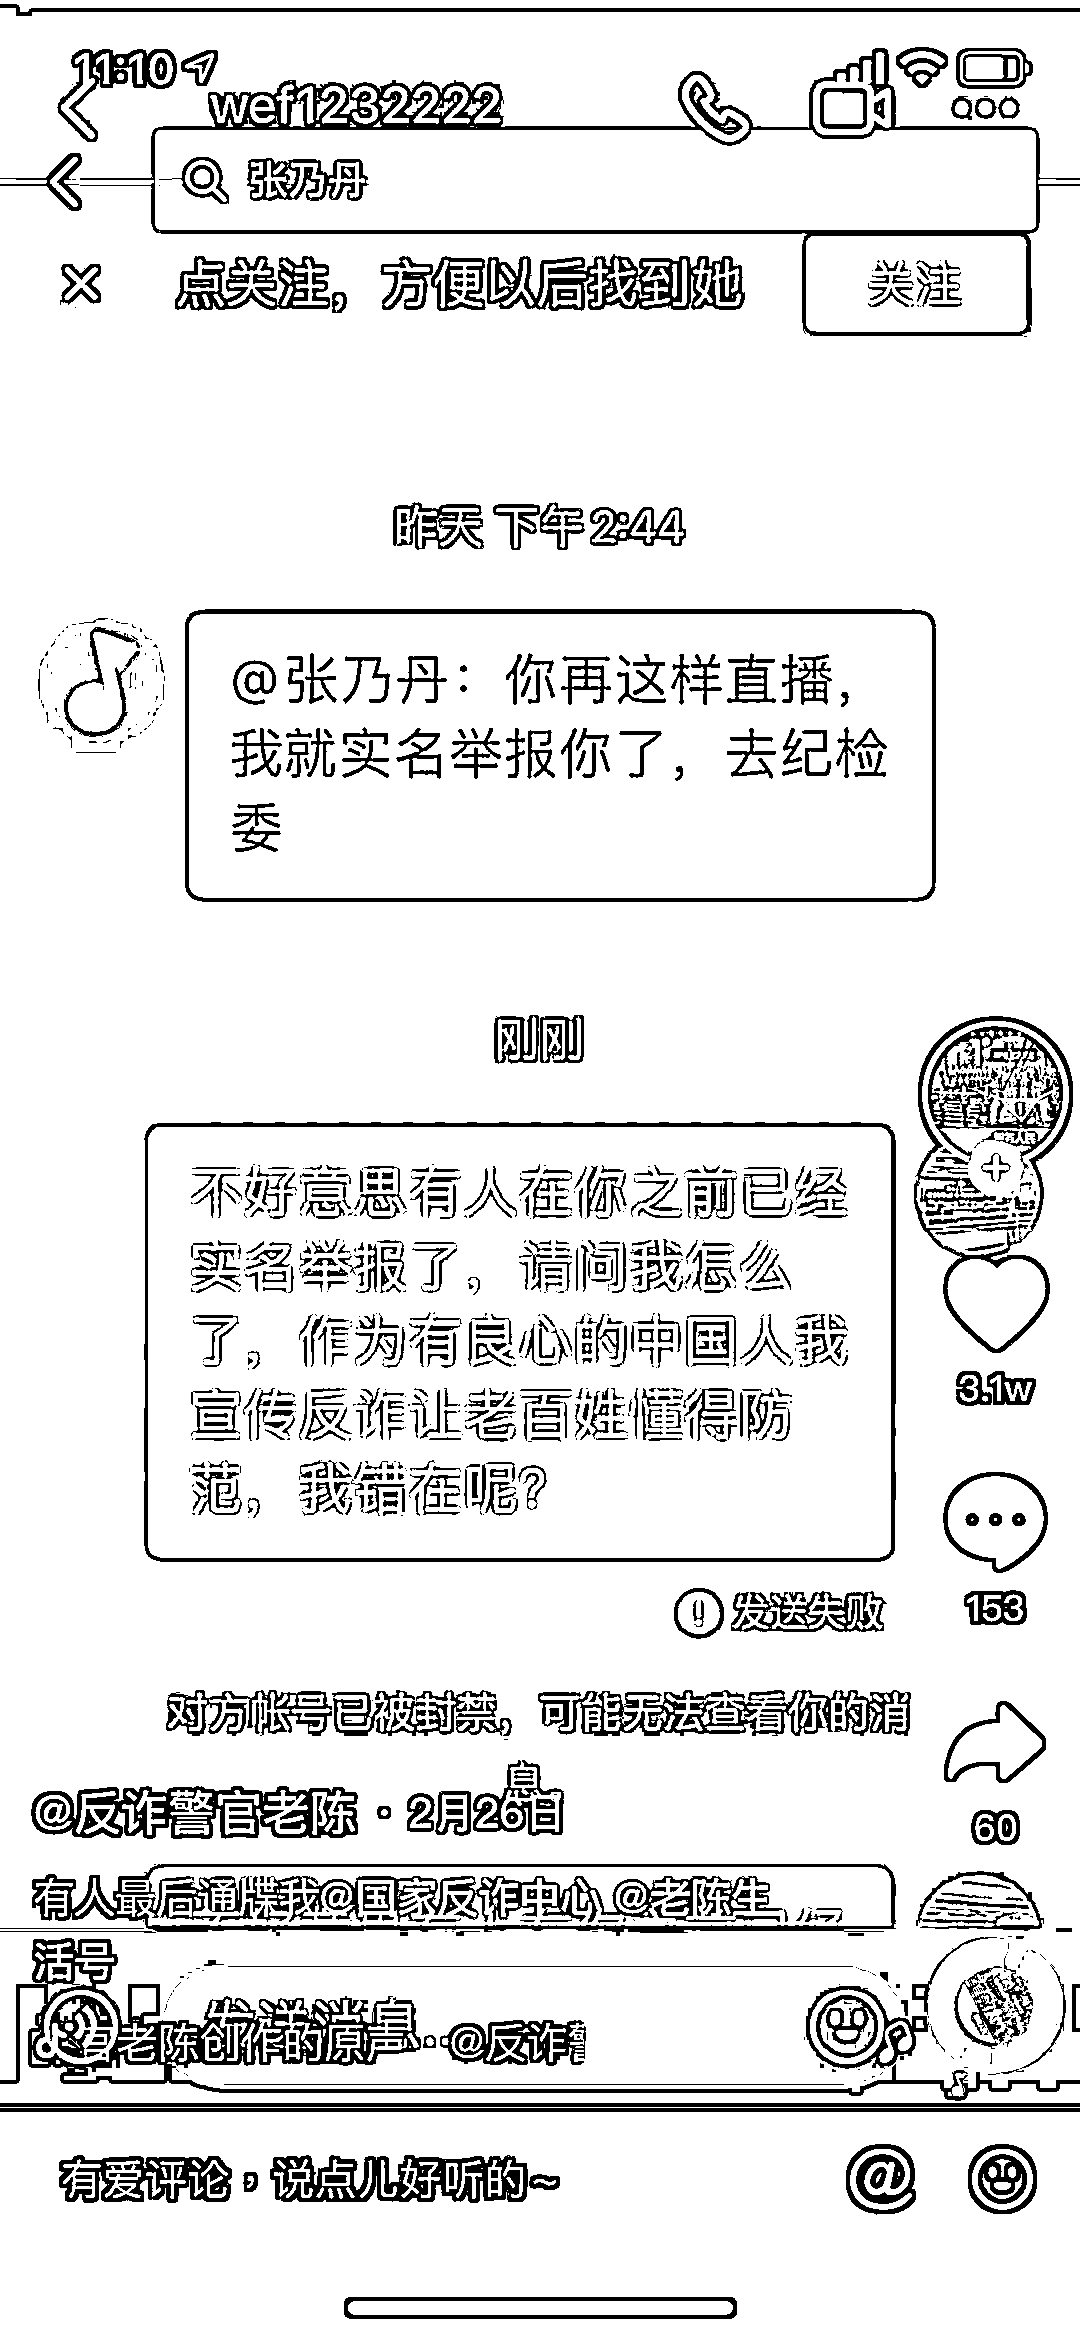 11:10
wef1232222
张乃丹
点关注，方便以后找到她
关注
昨天 下午 2:44
@张乃丹：你再这样直播，
我就实名举报你了，去纪检
委
刚刚
不好意思有人在你之前已经
实名举报了，请问我怎么
了，作为有良心的中国人我
宣传反诈让老百姓懂得防
范，我错在呢？
3.1w
发送失败
153
对方帐号已被封禁，可能无法查看你的消
息
@反诈警官老陈 · 2月26日
60
有人最后通牒我@国家反诈中心 @老陈生
活号
发送消息...
老陈创作的原声 @反诈警
有爱评论，说点儿好听的~